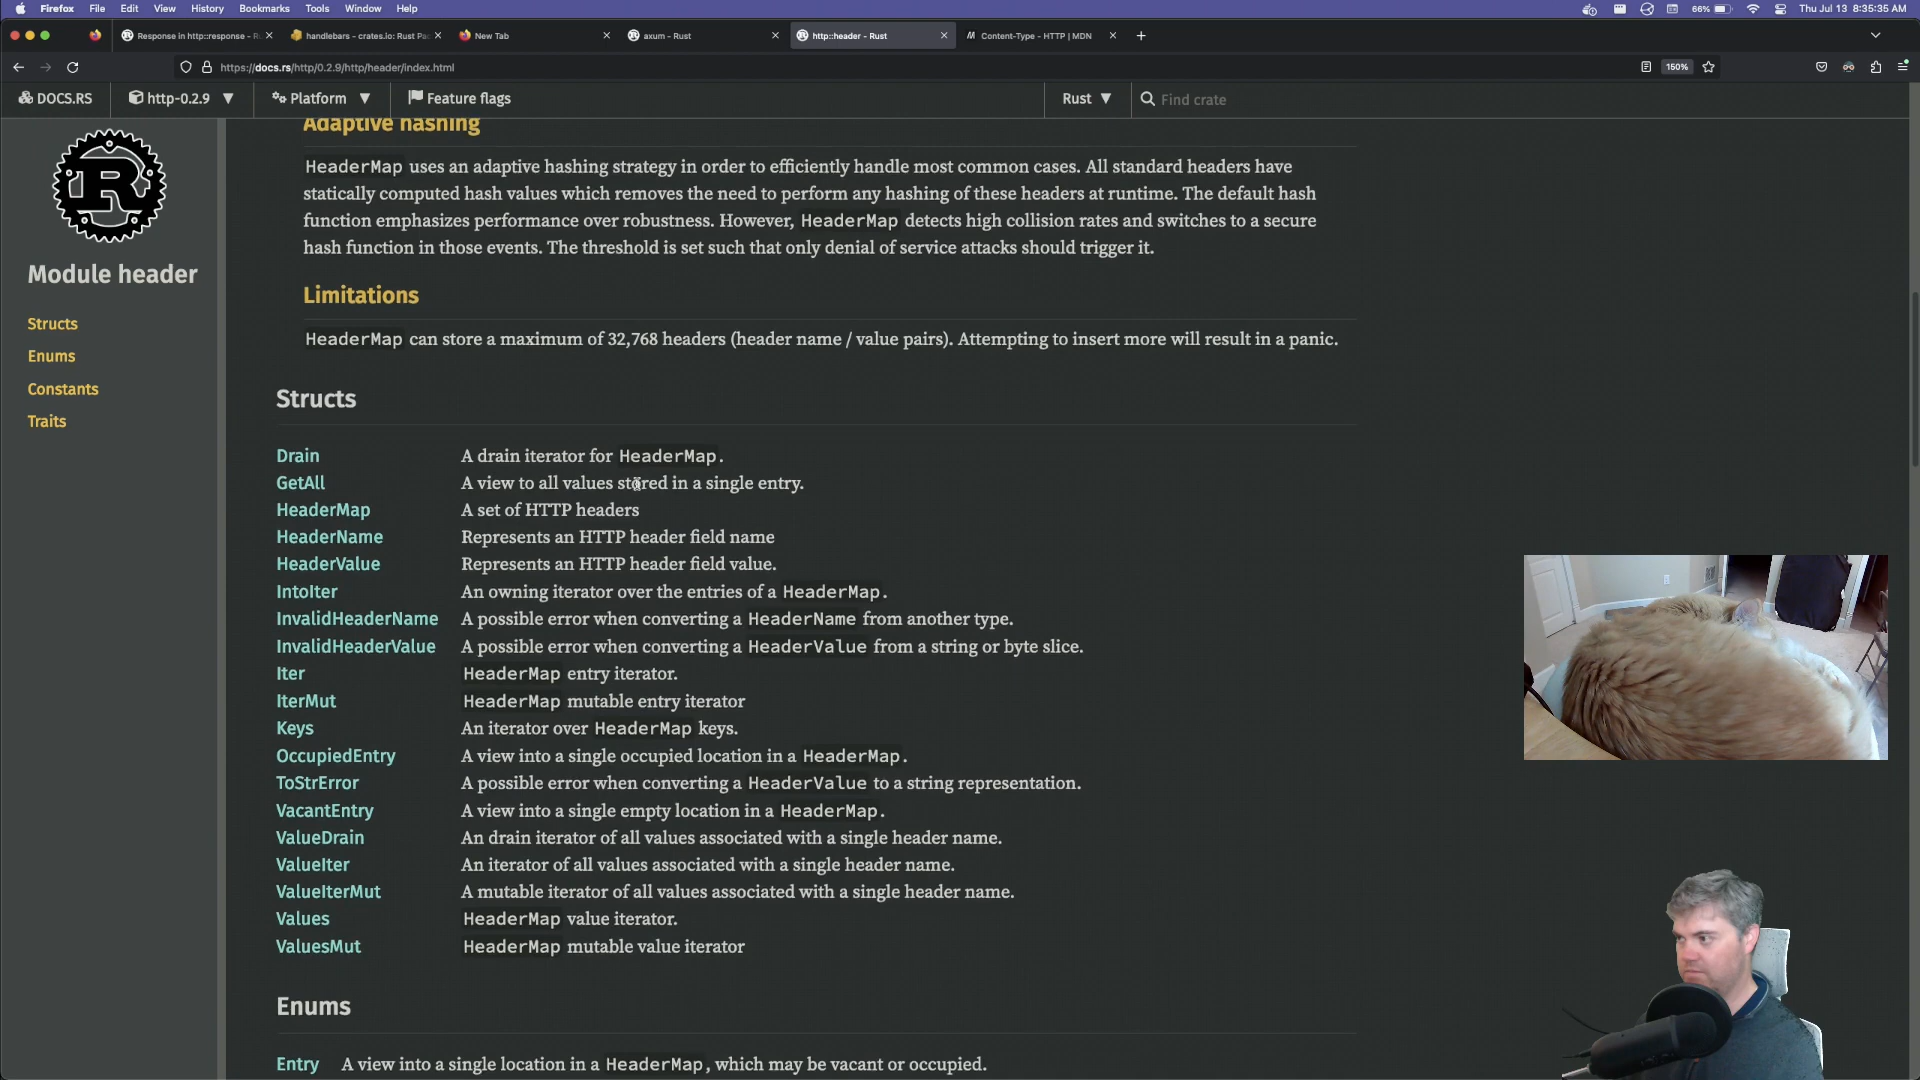 Firefox File Edit View History Bookmarks Tools Window Help 66% Thu Jul 13 8:35:35 AM
Response in http::response - Ru handlebars - crates.io: Rust Pac New Tab axum - Rust http::header - Rust Content-Type - HTTP | MDN
https://docs.rs/http/0.2.9/http/header/index.html 150%
DOCS.RS http-0.2.9 Platform Feature flags Rust Find crate
Module header
Structs
Enums
Constants
Traits
Adaptive hashing
HeaderMap uses an adaptive hashing strategy in order to efficiently handle most common cases. All standard headers have
statically computed hash values which removes the need to perform any hashing of these headers at runtime. The default hash
function emphasizes performance over robustness. However, HeaderMap detects high collision rates and switches to a secure
hash function in those events. The threshold is set such that only denial of service attacks should trigger it.
Limitations
HeaderMap can store a maximum of 32,768 headers (header name / value pairs). Attempting to insert more will result in a panic.
Structs
Drain A drain iterator for HeaderMap.
GetAll A view to all values stored in a single entry.
HeaderMap A set of HTTP headers
HeaderName Represents an HTTP header field name
HeaderValue Represents an HTTP header field value.
IntoIter An owning iterator over the entries of a HeaderMap.
InvalidHeaderName A possible error when converting a HeaderName from another type.
InvalidHeaderValue A possible error when converting a HeaderValue from a string or byte slice.
Iter HeaderMap entry iterator.
IterMut HeaderMap mutable entry iterator
Keys An iterator over HeaderMap keys.
OccupiedEntry A view into a single occupied location in a HeaderMap.
ToStrError A possible error when converting a HeaderValue to a string representation.
VacantEntry A view into a single empty location in a HeaderMap.
ValueDrain An drain iterator of all values associated with a single header name.
ValueIter An iterator of all values associated with a single header name.
ValueIterMut A mutable iterator of all values associated with a single header name.
Values HeaderMap value iterator.
ValuesMut HeaderMap mutable value iterator
Enums
Entry A view into a single location in a HeaderMap, which may be vacant or occupied.